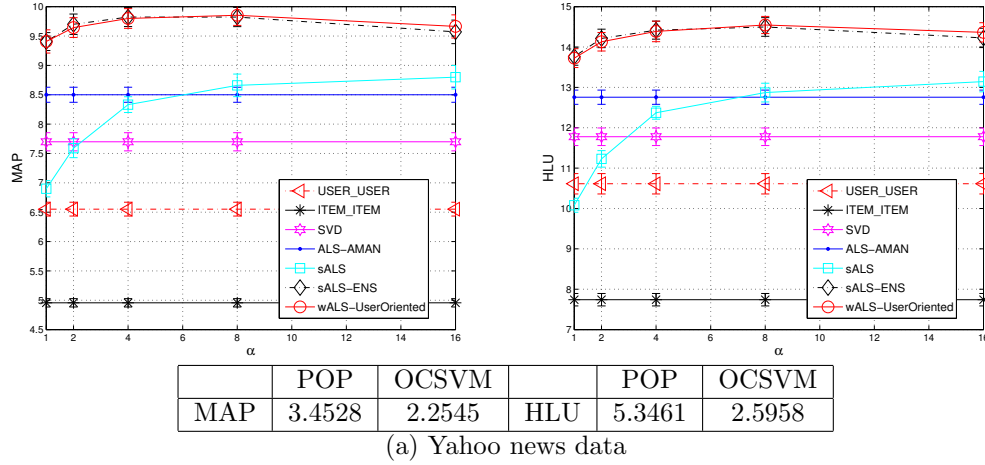 10
9.5
9
8.5
8
7.5
7
6.5
6
5.5
5
4.5
MAP
1 2 4 6 8 10 12 14 16
α
USER_USER
ITEM_ITEM
SVD
ALS−AMAN
sALS
sALS−ENS
wALS−UserOriented
16
15
14
13
12
11
10
9
8
7
HLU
1 2 4 6 8 10 12 14 16
α
USER_USER
ITEM_ITEM
SVD
ALS−AMAN
sALS
sALS−ENS
wALS−UserOriented
POP OCSVM POP OCSVM
MAP 3.4528 2.2545 HLU 5.3461 2.5958
(a) Yahoo news data